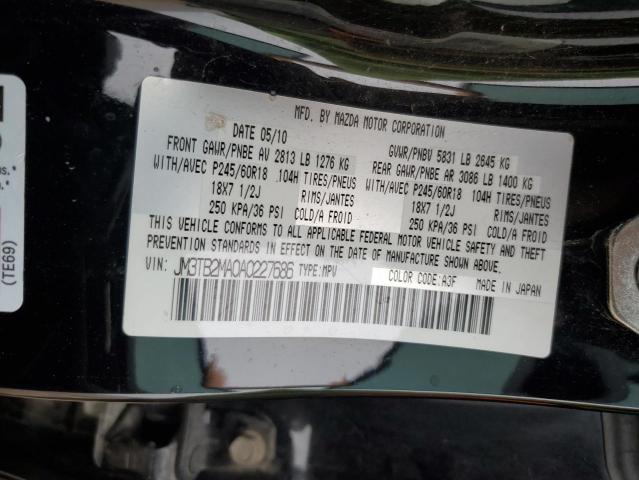 MFD. BY MAZDA MOTOR CORPORATION
DATE 05/10
GVWR/PNBV 5831 LB 2645 KG
FRONT GAWR/PNBE AV 2813 LB 1276 KG
REAR GAWR/PNBE AR 3086 LB 1400 KG
WITH/AVEC P245/60R18 104H TIRES/PNEUS
WITH/AVEC P245/60R18 104H TIRES/PNEUS
18X7 1/2J RIMS/JANTES
18X7 1/2J RIMS/JANTES
250 KPA/36 PSI COLD/A FROID
250 KPA/36 PSI COLD/A FROID
THIS VEHICLE CONFORMS TO ALL APPLICABLE FEDERAL MOTOR VEHICLE SAFETY AND THEFT
PREVENTION STANDARDS IN EFFECT ON THE DATE OF MANUFACTURE SHOWN ABOVE.
VIN: JM3TB2MA0A0227686 TYPE: MPV
COLOR CODE:A3F MADE IN JAPAN
(TE69)